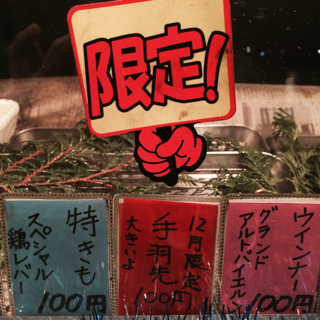 限定!
ウインナー
グランド
アルトバイエル
100円
12月限定
手羽先
大きいよ
100円
特きも
スペシャル
鶏レバー
100円